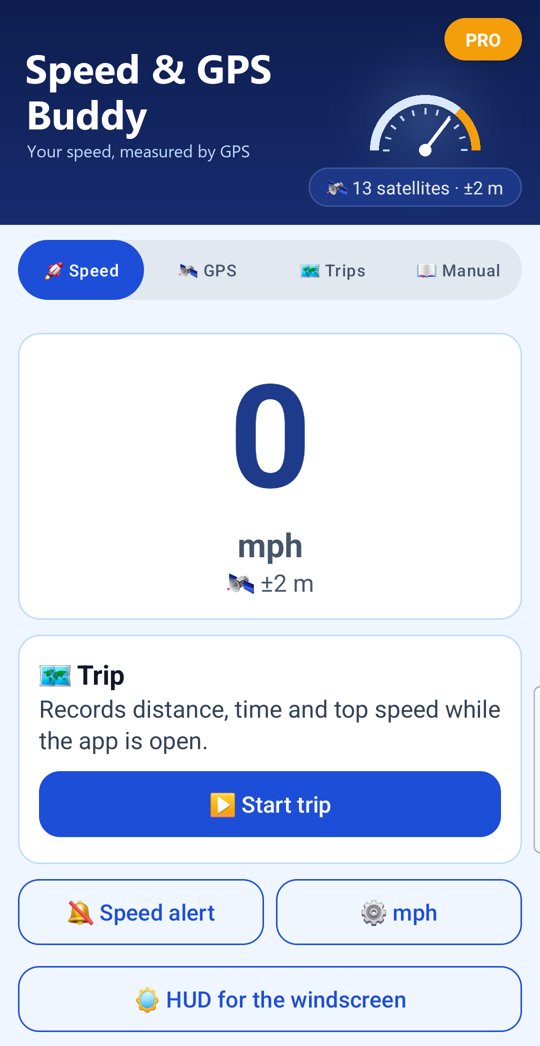 PRO
Speed & GPS
Buddy
Your speed, measured by GPS
13 satellites · ±2 m
Speed
GPS
Trips
Manual
0
mph
±2 m
Trip
Records distance, time and top speed while
the app is open.
Start trip
Speed alert
mph
HUD for the windscreen